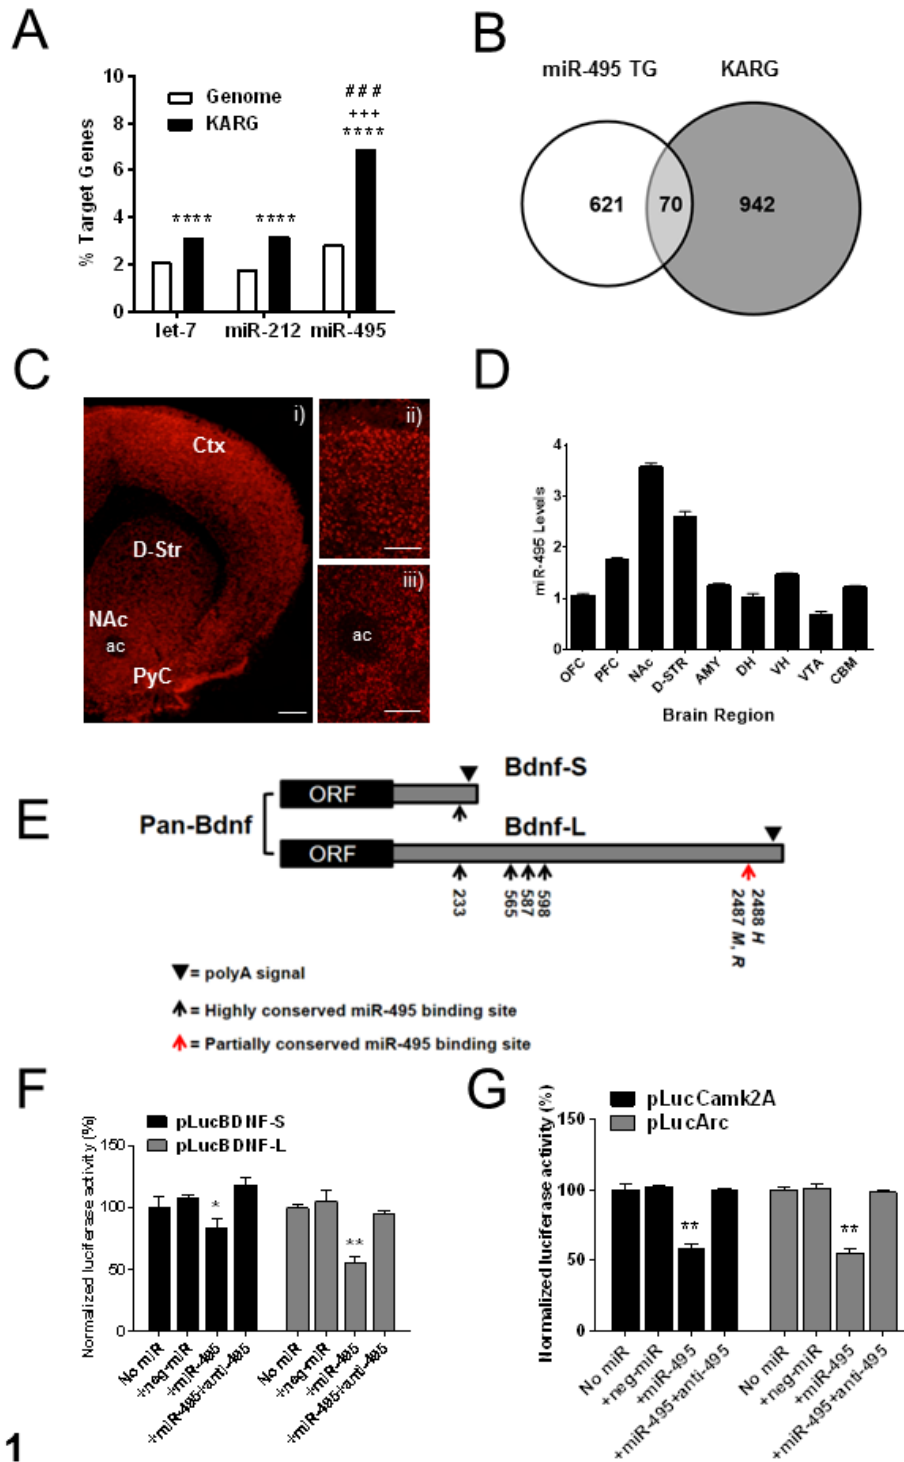 A
10
8
6
4
2
0
% Target Genes
Genome
KARG
****
****
###
+++
****
let-7
miR-212
miR-495
B
miR-495 TG
KARG
621
70
942
C
i)
Ctx
D-Str
NAc
ac
PyC
ii)
iii)
ac
D
4
3
2
1
0
miR-495 Levels
OFC
PFC
NAc
D-STR
AMY
DH
VH
VTA
CBM
Brain Region
E
Pan-Bdnf
ORF
Bdnf-S
ORF
Bdnf-L
233
565
587
598
2488 H
2487 M, R
= polyA signal
= Highly conserved miR-495 binding site
= Partially conserved miR-495 binding site
F
pLucBDNF-S
pLucBDNF-L
Normalized luciferase activity (%)
150
100
50
0
*
**
No miR
+neg-miR
+miR-495
+miR-495+anti-495
No miR
+neg-miR
+miR-495
+miR-495+anti-495
G
pLucCamk2A
pLucArc
Normalized luciferase activity (%)
150
100
50
0
**
**
No miR
+neg-miR
+miR-495
+miR-495+anti-495
No miR
+neg-miR
+miR-495
+miR-495+anti-495
1